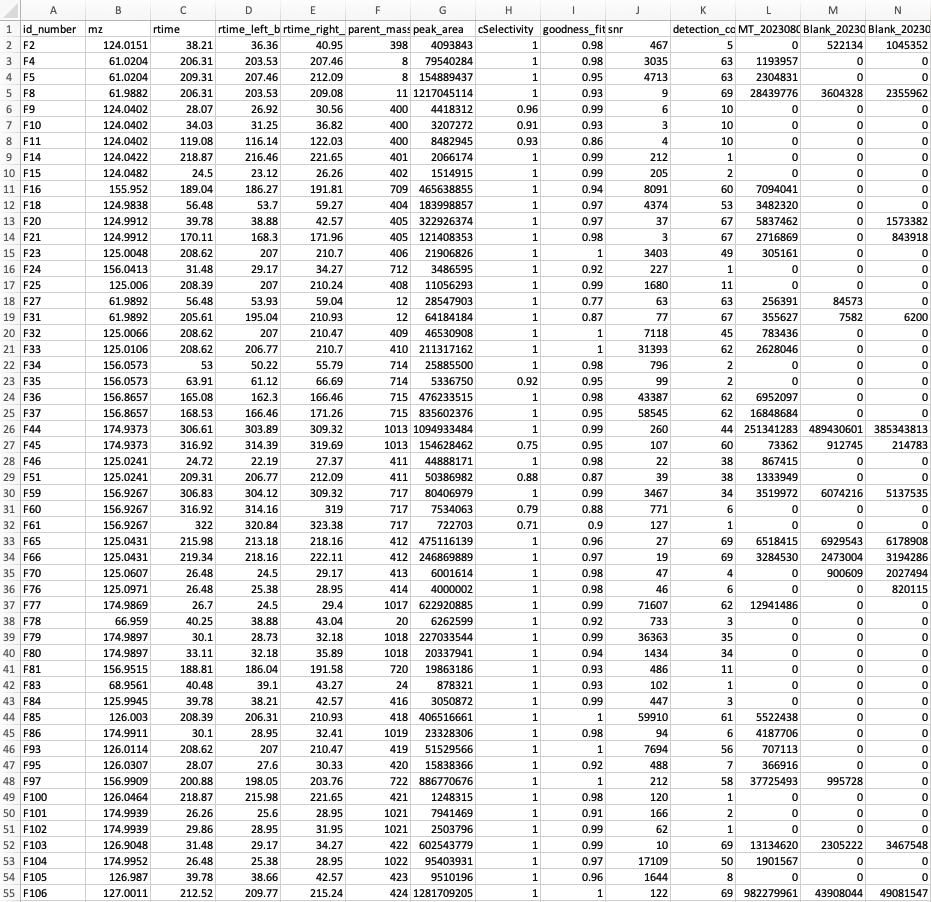 A B C D E F G H I J K L M N
1 id_number mz rtime rtime_left_b rtime_right_ parent_mass peak_area cSelectivity goodness_fit snr detection_co MT_2023080 Blank_20230 Blank_20230
2 F2 124.0151 38.21 36.36 40.95 398 4093843 1 0.98 467 5 0 522134 1045352
3 F4 61.0204 206.31 203.53 207.46 8 79540284 1 0.98 3035 63 1193957 0 0
4 F5 61.0204 209.31 207.46 212.09 8 154889437 1 0.95 4713 63 2304831 0 0
5 F8 61.9882 206.31 203.53 209.08 11 1217045114 1 0.93 9 69 28439776 3604328 2355962
6 F9 124.0402 28.07 26.92 30.56 400 4418312 0.96 0.99 6 10 0 0 0
7 F10 124.0402 34.03 31.25 36.82 400 3207272 0.91 0.93 3 10 0 0 0
8 F11 124.0402 119.08 116.14 122.03 400 8482945 0.93 0.86 4 10 0 0 0
9 F14 124.0422 218.87 216.46 221.65 401 2066174 1 0.99 212 1 0 0 0
10 F15 124.0482 24.5 23.12 26.26 402 1514915 1 0.99 205 2 0 0 0
11 F16 155.952 189.04 186.27 191.81 709 465638855 1 0.94 8091 60 7094041 0 0
12 F18 124.9838 56.48 53.7 59.27 404 183998857 1 0.97 4374 53 3482320 0 0
13 F20 124.9912 39.78 38.88 42.57 405 322926374 1 0.97 37 67 5837462 0 1573382
14 F21 124.9912 170.11 168.3 171.96 405 121408353 1 0.98 3 67 2716869 0 843918
15 F23 125.0048 208.62 207 210.7 406 21906826 1 1 3403 49 305161 0 0
16 F24 156.0413 31.48 29.17 34.27 712 3486595 1 0.92 227 1 0 0 0
17 F25 125.006 208.39 207 210.24 408 11056293 1 0.99 1680 11 0 0 0
18 F27 61.9892 56.48 53.93 59.04 12 28547903 1 0.77 63 63 256391 84573 0
19 F31 61.9892 205.61 195.04 210.93 12 64184184 1 0.87 77 67 355627 7582 6200
20 F32 125.0066 208.62 207 210.47 409 46530908 1 1 7118 45 783436 0 0
21 F33 125.0106 208.62 206.77 210.7 410 211317162 1 1 31393 62 2628046 0 0
22 F34 156.0573 53 50.22 55.79 714 25885500 1 0.98 796 2 0 0 0
23 F35 156.0573 63.91 61.12 66.69 714 5336750 0.92 0.95 99 2 0 0 0
24 F36 156.8657 165.08 162.3 166.46 715 476233515 1 0.98 43387 62 6952097 0 0
25 F37 156.8657 168.53 166.46 171.26 715 835602376 1 0.95 58545 62 16848684 0 0
26 F44 174.9373 306.61 303.89 309.32 1013 1094933484 1 0.99 260 44 251341283 489430601 385343813
27 F45 174.9373 316.92 314.39 319.69 1013 154628462 0.75 0.95 107 60 73362 912745 214783
28 F46 125.0241 24.72 22.19 27.37 411 44888171 1 0.98 22 38 867415 0 0
29 F51 125.0241 209.31 206.77 212.09 411 50386982 0.88 0.87 39 38 1333949 0 0
30 F59 156.9267 306.83 304.12 309.32 717 80406979 1 0.99 3467 34 3519972 6074216 5137535
31 F60 156.9267 316.92 314.16 319 717 7534063 0.79 0.88 771 6 0 0 0
32 F61 156.9267 322 320.84 323.38 717 722703 0.71 0.9 127 1 0 0 0
33 F65 125.0431 215.98 213.18 218.16 412 475116139 1 0.96 27 69 6518415 6929543 6178908
34 F66 125.0431 219.34 218.16 222.11 412 246869889 1 0.97 19 69 3284530 2473004 3194286
35 F70 125.0607 26.48 24.5 29.17 413 6001614 1 0.98 47 4 0 900609 2027494
36 F76 125.0971 26.48 25.38 28.95 414 4000002 1 0.98 46 6 0 0 820115
37 F77 174.9869 26.7 24.5 29.4 1017 622920885 1 0.99 71607 62 12941486 0 0
38 F78 66.959 40.25 38.88 43.04 20 6262599 1 0.92 733 3 0 0 0
39 F79 174.9897 30.1 28.73 32.18 1018 227033544 1 0.99 36363 35 0 0 0
40 F80 174.9897 33.11 32.18 35.89 1018 20337941 1 0.94 1434 34 0 0 0
41 F81 156.9515 188.81 186.04 191.58 720 19863186 1 0.93 486 11 0 0 0
42 F83 68.9561 40.48 39.1 43.27 24 878321 1 0.93 102 1 0 0 0
43 F84 125.9945 39.78 38.21 42.57 416 3050872 1 0.99 447 3 0 0 0
44 F85 126.003 208.39 206.31 210.93 418 406516661 1 1 59910 61 5522438 0 0
45 F86 174.9911 30.1 28.95 32.41 1019 23328306 1 0.98 94 6 4187706 0 0
46 F93 126.0114 208.62 207 210.47 419 51529566 1 1 7694 56 707113 0 0
47 F95 126.0307 28.07 27.6 30.33 420 15838366 1 0.92 488 7 366916 0 0
48 F97 156.9909 200.88 198.05 203.76 722 886770676 1 1 212 58 37725493 995728 0
49 F100 126.0464 218.87 215.98 221.65 421 1248315 1 0.98 120 1 0 0 0
50 F101 174.9939 26.26 25.6 28.95 1021 7941469 1 0.91 166 2 0 0 0
51 F102 174.9939 29.86 28.95 31.95 1021 2503796 1 0.99 62 1 0 0 0
52 F103 126.9048 31.48 29.17 34.27 422 602543779 1 0.99 10 69 13134620 2305222 3467548
53 F104 174.9952 26.48 25.38 28.95 1022 95403931 1 0.97 17109 50 1901567 0 0
54 F105 126.987 39.78 38.66 42.57 423 9510196 1 0.96 1644 8 0 0 0
55 F106 127.0011 212.52 209.77 215.24 424 1281709205 1 1 122 69 982279961 43908044 49081547